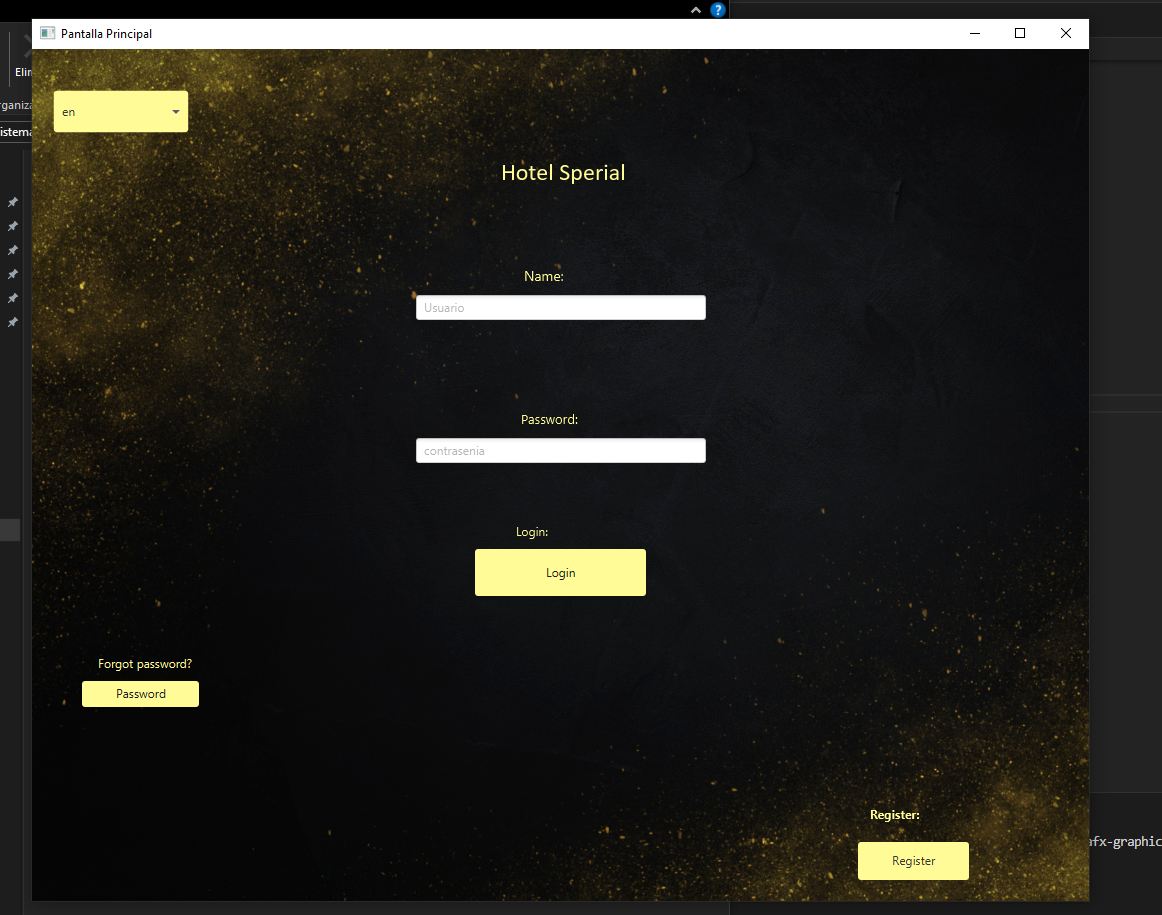 Pantalla Principal
Elim
rganiza
istema
en
Hotel Sperial
Name:
Usuario
Password:
contrasenia
Login:
Login
Forgot password?
Password
Register:
afx-graphic
Register